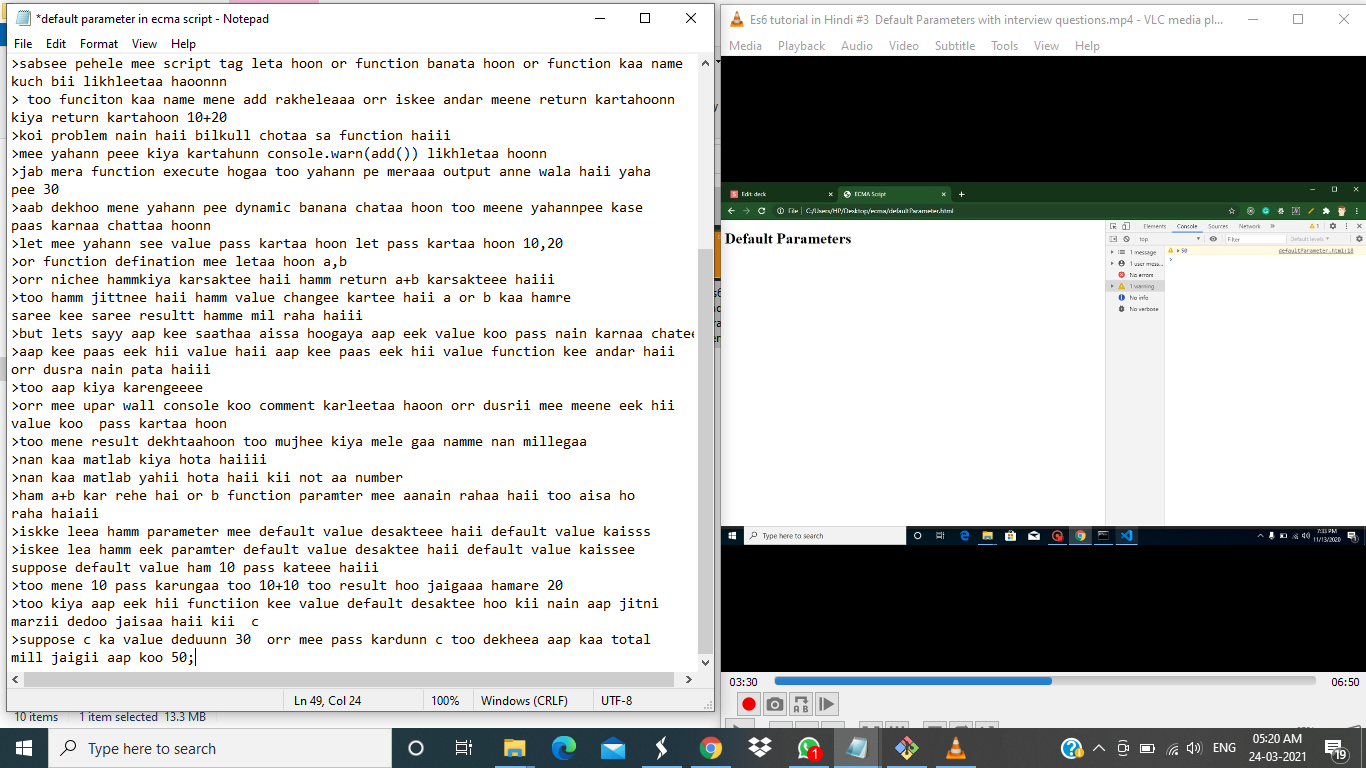 *default parameter in ecma script - Notepad
File Edit Format View Help
>sabsee pehele mee script tag leta hoon or function banata hoon or function kaa name
kuch bii likhleetaa haoonnn
> too funciton kaa name mene add rakheleaaa orr iskee andar meene return kartahoonn
kiya return kartahoon 10+20
>koi problem nain haii bilkull chotaa sa function haiii
>mee yahann peee kiya kartahunn console.warn(add()) likhletaa hoonn
>jab mera function execute hogaa too yahann pe meraaa output anne wala haii yaha
pee 30
>aab dekhoo mene yahann pee dynamic banana chataa hoon too meene yahannpee kase
paas karnaa chattaa hoonn
>let mee yahann see value pass kartaa hoon let pass kartaa hoon 10,20
>or function defination mee letaa hoon a,b
>orr nichee hammkiya karsaktee haii hamm return a+b karsakteee haiii
>too hamm jittnee haii hamm value changee kartee haii a or b kaa hamre
saree kee saree resultt hamme mil raha haiii
>but lets sayy aap kee saathaa aissa hoogaya aap eek value koo pass nain karnaa chatee
>aap kee paas eek hii value haii aap kee paas eek hii value function kee andar haii
orr dusra nain pata haiii
>too aap kiya karengeeee
>orr mee upar wall console koo comment karleetaa haoon orr dusrii mee meene eek hii
value koo  pass kartaa hoon
>too mene result dekhtaahoon too mujhee kiya mele gaa namme nan millegaa
>nan kaa matlab kiya hota haiiii
>nan kaa matlab yahii hota haii kii not aa number
>ham a+b kar rehe hai or b function paramter mee aanain rahaa haii too aisa ho
raha haiaii
>iskke leea hamm parameter mee default value desakteee haii default value kaisss
>iskee lea hamm eek paramter default value desaktee haii default value kaissee
suppose default value ham 10 pass kateee haiii
>too mene 10 pass karungaa too 10+10 too result hoo jaigaaa hamare 20
>too kiya aap eek hii functiion kee value default desaktee hoo kii nain aap jitni
marzii dedoo jaisaa haii kii  c
>suppose c ka value deduunn 30  orr mee pass kardunn c too dekheea aap kaa total
mill jaigii aap koo 50;
Ln 49, Col 24 100% Windows (CRLF) UTF-8
10 items 1 item selected 13.3 MB
Es6 tutorial in Hindi #3  Default Parameters with interview questions.mp4 - VLC media pl...
Media Playback Audio Video Subtitle Tools View Help
Edit: deck ECMA Script
File C:/Users/HP/Desktop/ecma/defaultParameter.html
Default Parameters
Elements Console Sources Network
top Filter Default levels
1 message
1 user mess...
No errors
1 warning
No info
No verbose
50 defaultParameter.html:18
Type here to search
7:33 PM
11/13/2020
03:30 06:50
Type here to search
1
ENG
05:20 AM
24-03-2021
19